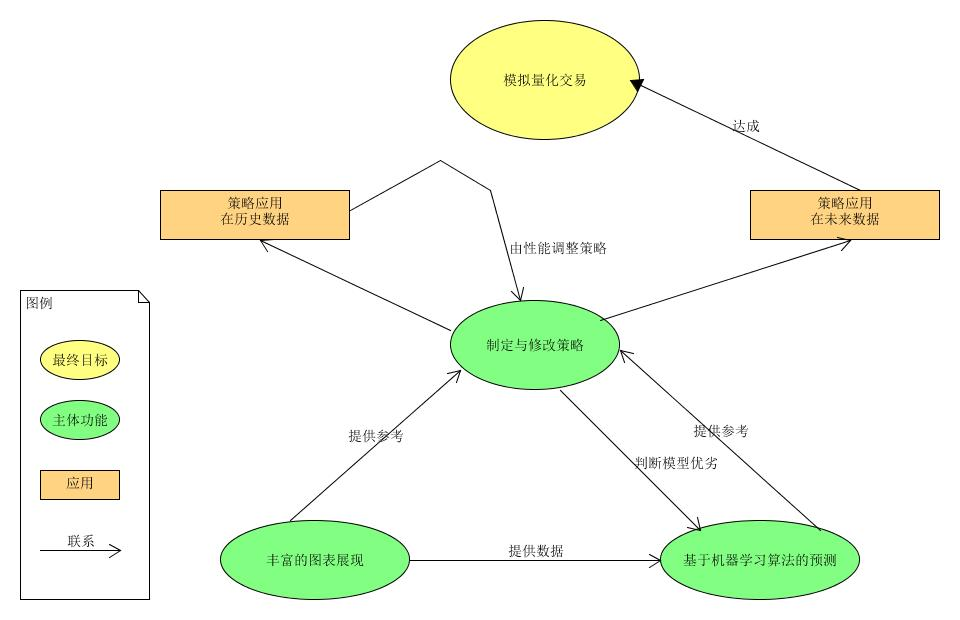 模拟量化交易
达成
策略应用
在历史数据
策略应用
在未来数据
由性能调整策略
图例
最终目标
主体功能
应用
联系
制定与修改策略
提供参考
提供参考
判断模型优劣
丰富的图表展现
提供数据
基于机器学习算法的预测